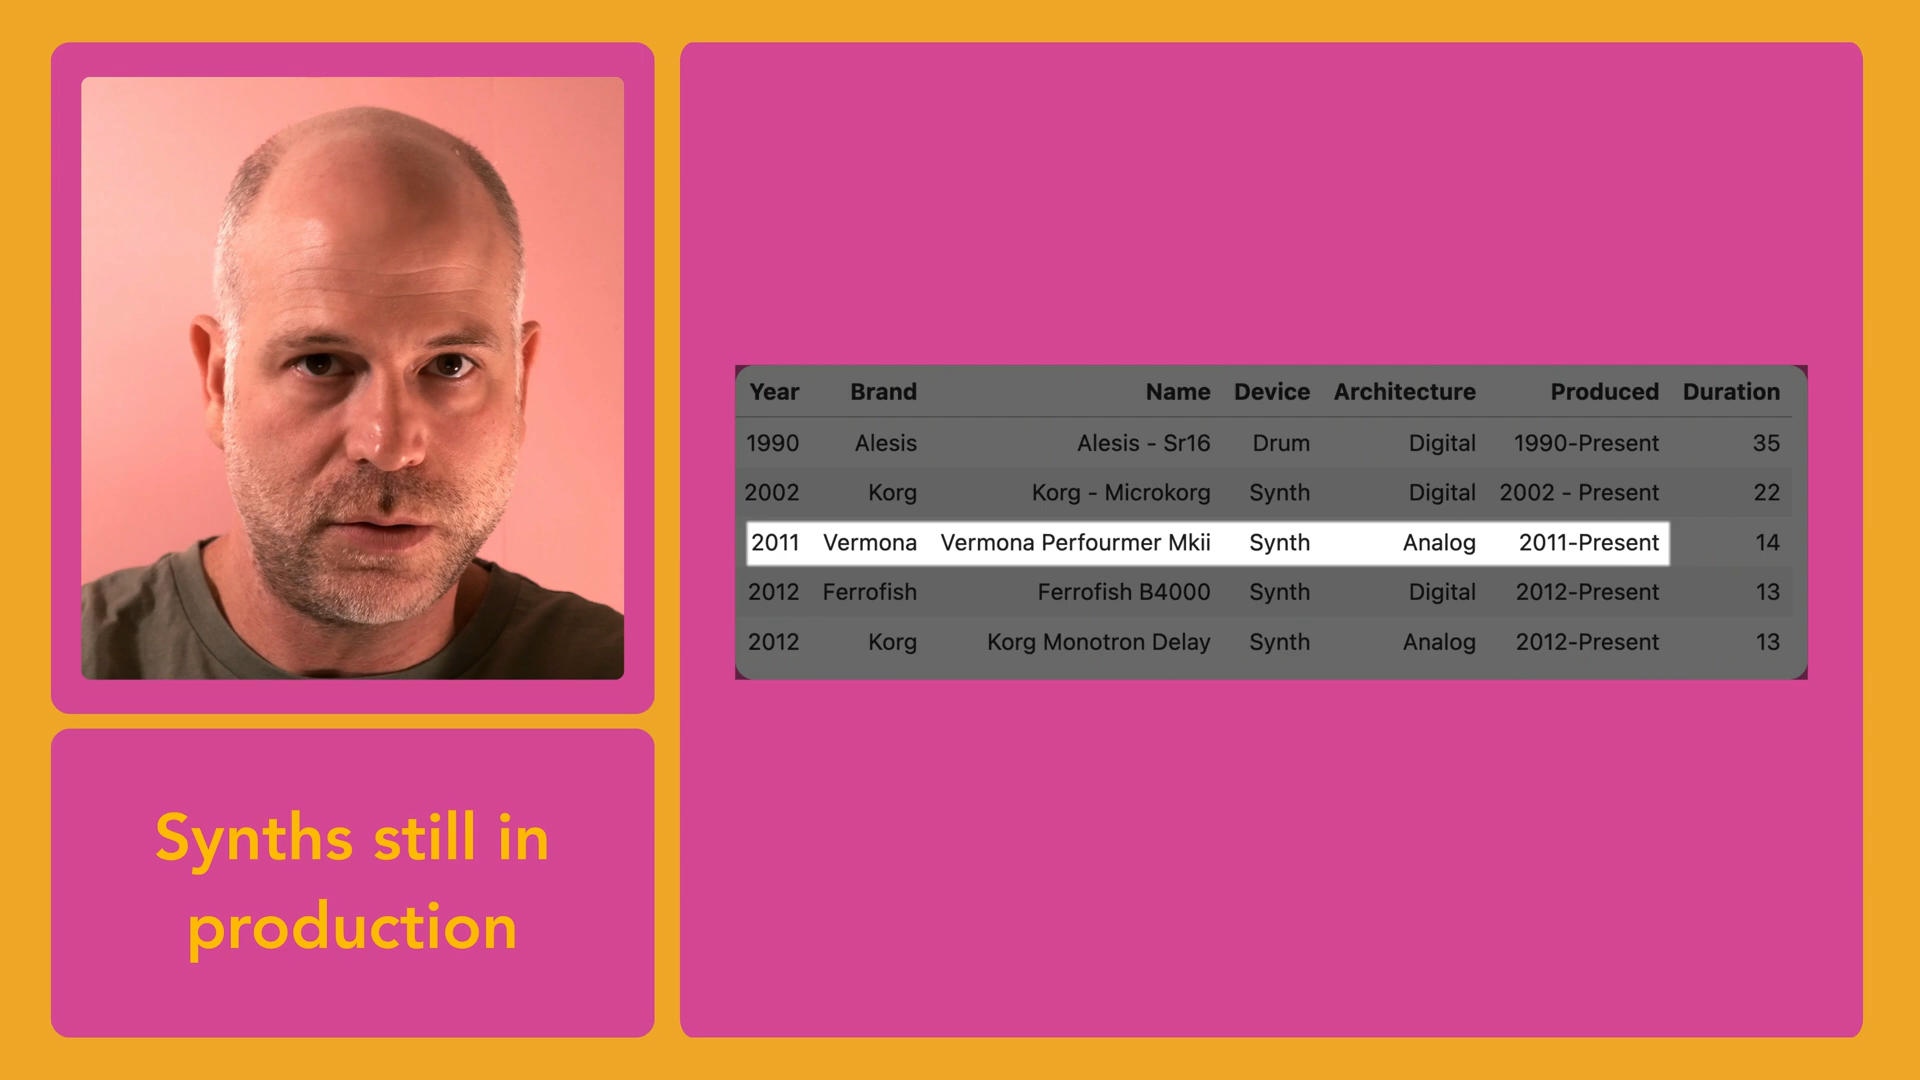 Synths still in
production
Year Brand Name Device Architecture Produced Duration
1990 Alesis Alesis - Sr16 Drum Digital 1990-Present 35
2002 Korg Korg - Microkorg Synth Digital 2002 - Present 22
2011 Vermona Vermona Perfourmer Mkii Synth Analog 2011-Present 14
2012 Ferrofish Ferrofish B4000 Synth Digital 2012-Present 13
2012 Korg Korg Monotron Delay Synth Analog 2012-Present 13